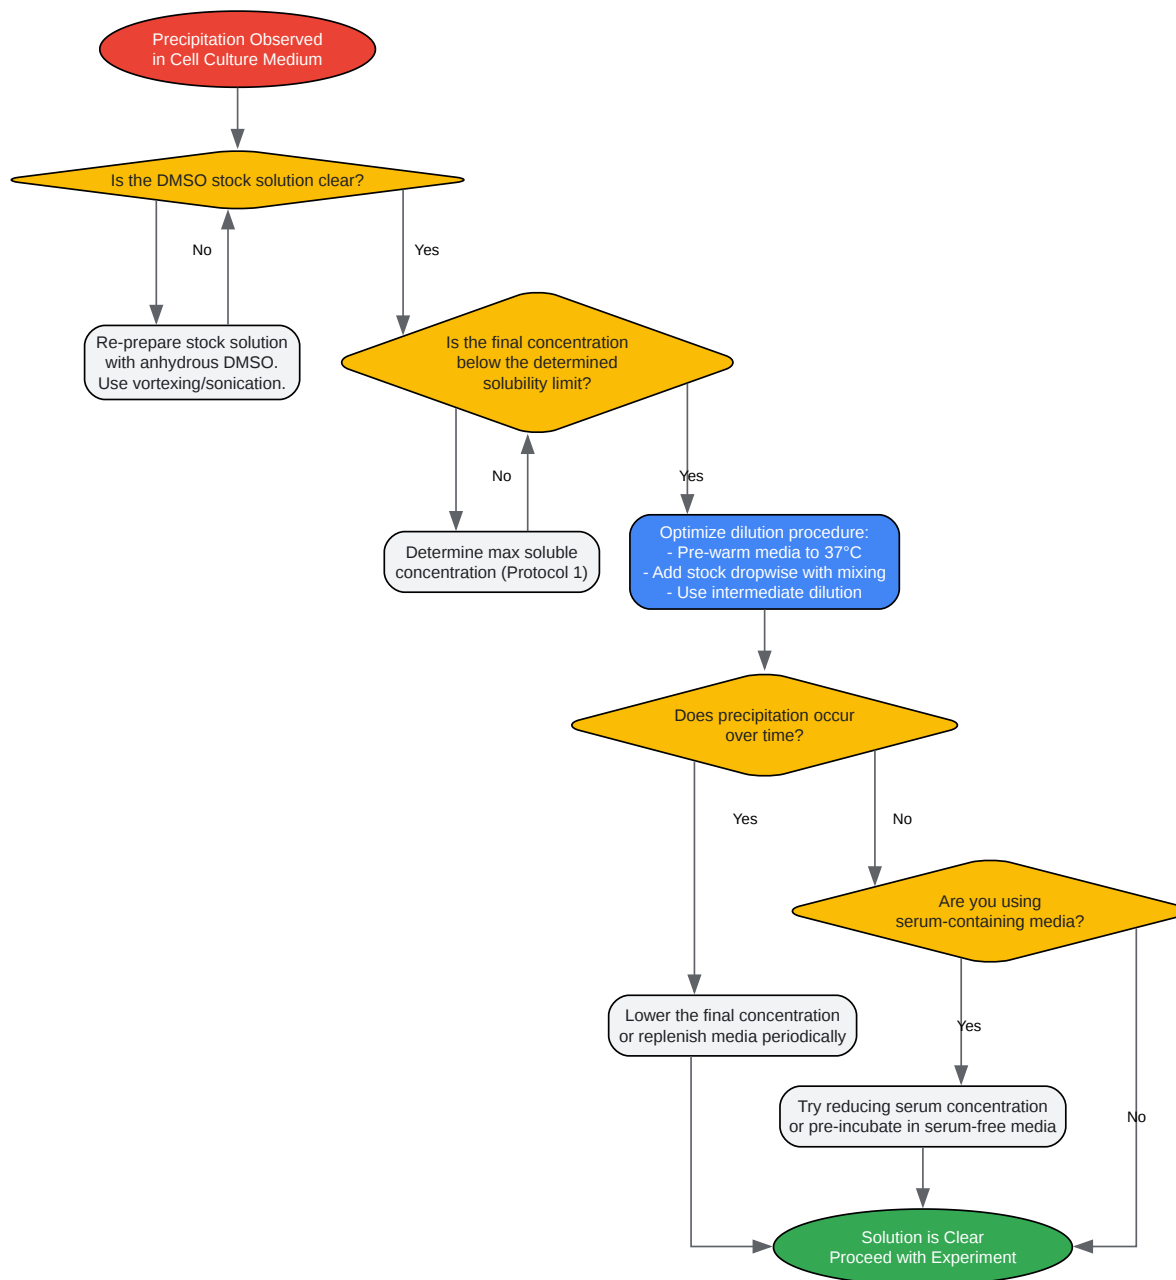 Precipitation Observed
in Cell Culture Medium
Is the DMSO stock solution clear?
No
Yes
Re-prepare stock solution
with anhydrous DMSO.
Use vortexing/sonication.
Is the final concentration
below the determined
solubility limit?
No
Yes
Determine max soluble
concentration (Protocol 1)
Optimize dilution procedure:
- Pre-warm media to 37°C
- Add stock dropwise with mixing
- Use intermediate dilution
Does precipitation occur
over time?
Yes
No
Are you using
serum-containing media?
Lower the final concentration
or replenish media periodically
Yes
Try reducing serum concentration
or pre-incubate in serum-free media
No
Solution is Clear
Proceed with Experiment